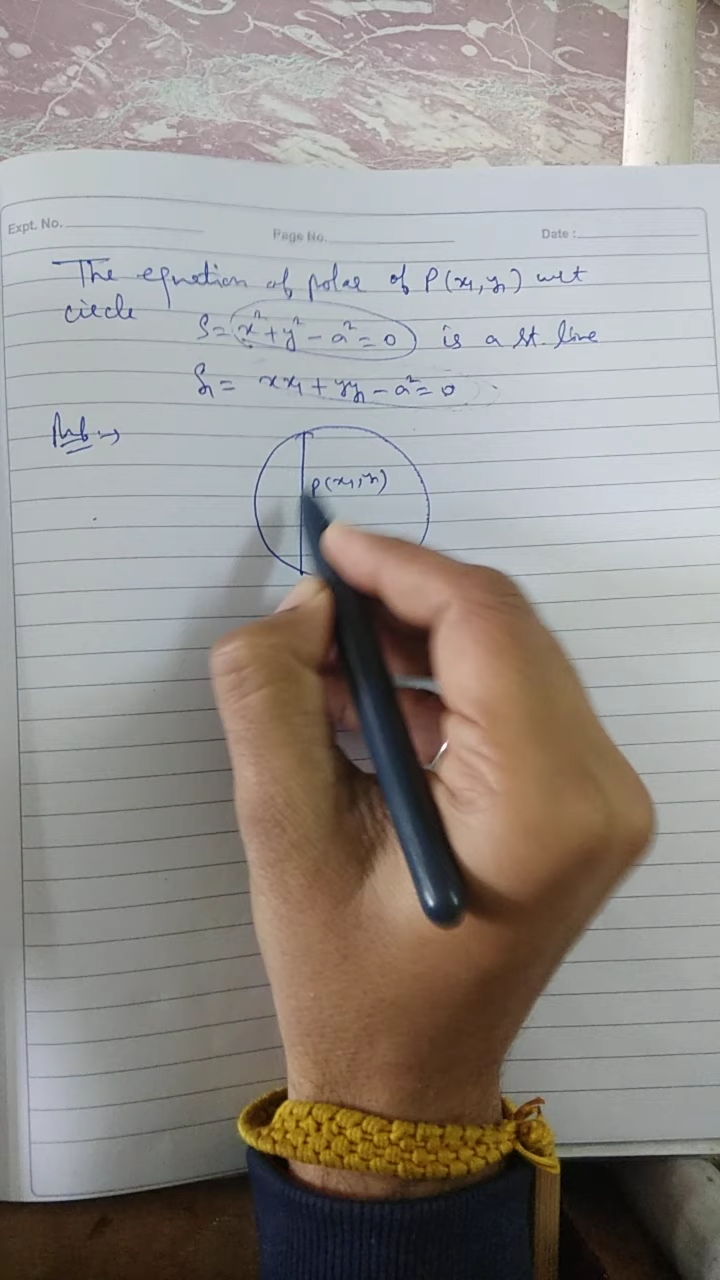 Expt. No.
Page No.
Date :
The equation of polar of P(x₁, y₁) wrt
circle S = x² + y² - a² = 0 is a st. line
S₁ = xx₁ + yy₁ - a² = 0
P(x₁, y₁)